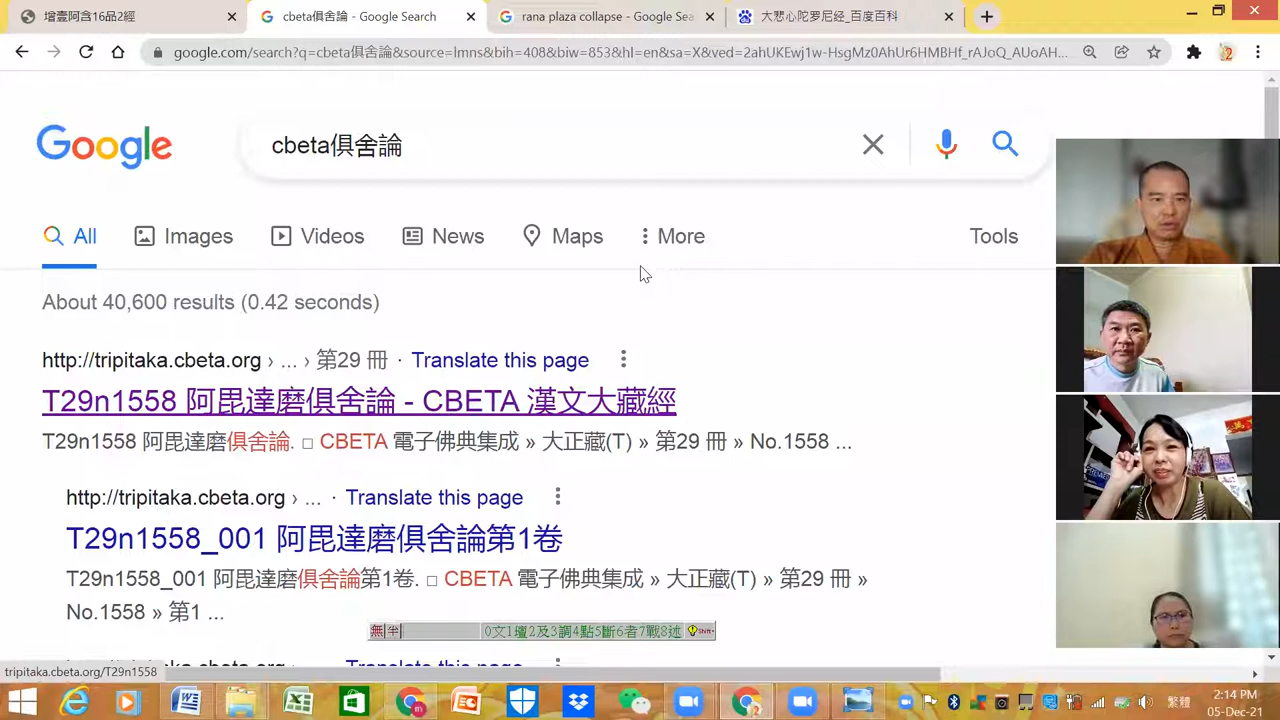 增壹阿含16品2經
cbeta俱舍論 - Google Search
rana plaza collapse - Google Sea
大悲心陀罗尼经_百度百科
google.com/search?q=cbeta俱舍論&source=lmns&bih=408&biw=853&hl=en&sa=X&ved=2ahUKEwj1w-HsgMz0AhUr6HMBHf_rAJoQ_AUoAH...
Google
cbeta俱舍論
All Images Videos News Maps More Tools
About 40,600 results (0.42 seconds)
http://tripitaka.cbeta.org › ... › 第29 冊 · Translate this page
T29n1558 阿毘達磨俱舍論 - CBETA 漢文大藏經
T29n1558 阿毘達磨俱舍論. □ CBETA 電子佛典集成 » 大正藏(T) » 第29 冊 » No.1558 ...
http://tripitaka.cbeta.org › ... · Translate this page
T29n1558_001 阿毘達磨俱舍論第1卷
T29n1558_001 阿毘達磨俱舍論第1卷. □ CBETA 電子佛典集成 » 大正藏(T) » 第29 冊 »
No.1558 » 第1 ...
無 半 0文1壇2及3調4點5斷6者7戰8述 Shift+
Translate this page
tripitaka.cbeta.org/T29n1558
繁體
2:14 PM
05-Dec-21